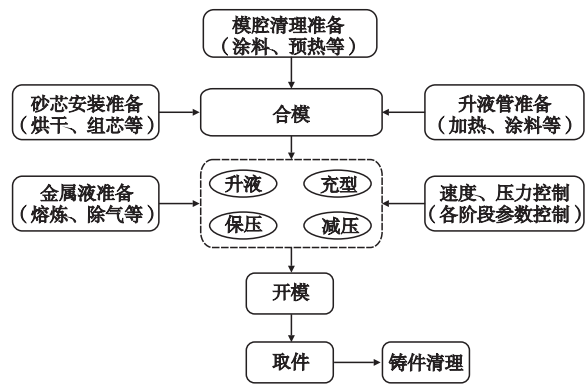 模腔清理准备
（涂料、预热等）
砂芯安装准备
（烘干、组芯等）
合模
升液管准备
（加热、涂料等）
金属液准备
（熔炼、除气等）
升液
充型
保压
减压
速度、压力控制
（各阶段参数控制）
开模
取件
铸件清理